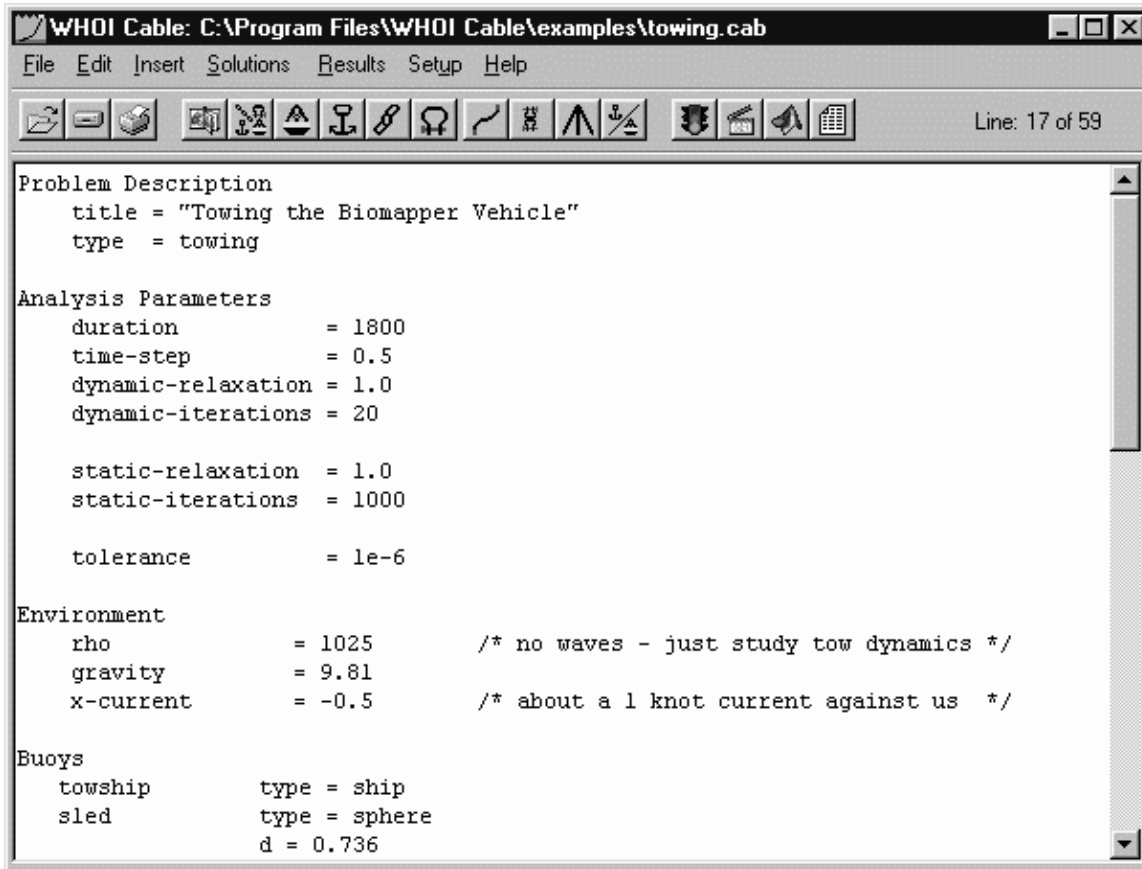 WHOI Cable: C:\Program Files\WHOI Cable\examples\towing.cab
File Edit Insert Solutions Results Setup Help
Line: 17 of 59
Problem Description
title = "Towing the Biomapper Vehicle"
type = towing
Analysis Parameters
duration = 1800
time-step = 0.5
dynamic-relaxation = 1.0
dynamic-iterations = 20
static-relaxation = 1.0
static-iterations = 1000
tolerance = 1e-6
Environment
rho = 1025 /* no waves - just study tow dynamics */
gravity = 9.81
x-current = -0.5 /* about a 1 knot current against us */
Buoys
towship type = ship
sled type = sphere
d = 0.736